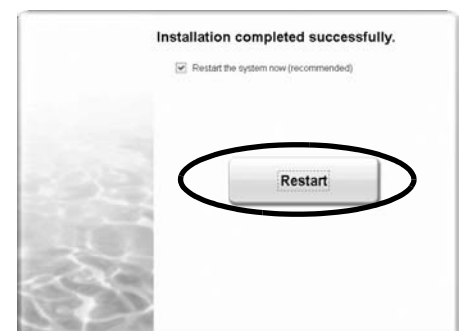 Installation completed successfully.
Restart the system now (recommended)
Restart